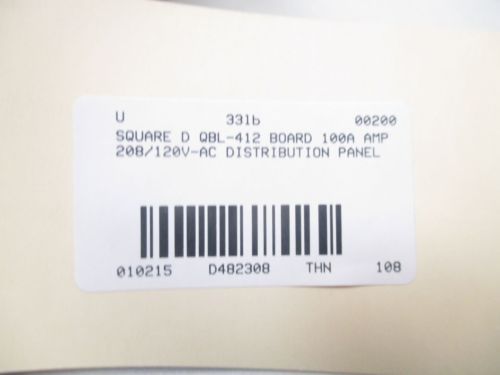 U 331b 00200
SQUARE D QBL-412 BOARD 100A AMP
208/120V-AC DISTRIBUTION PANEL
010215 D482308 THN 108